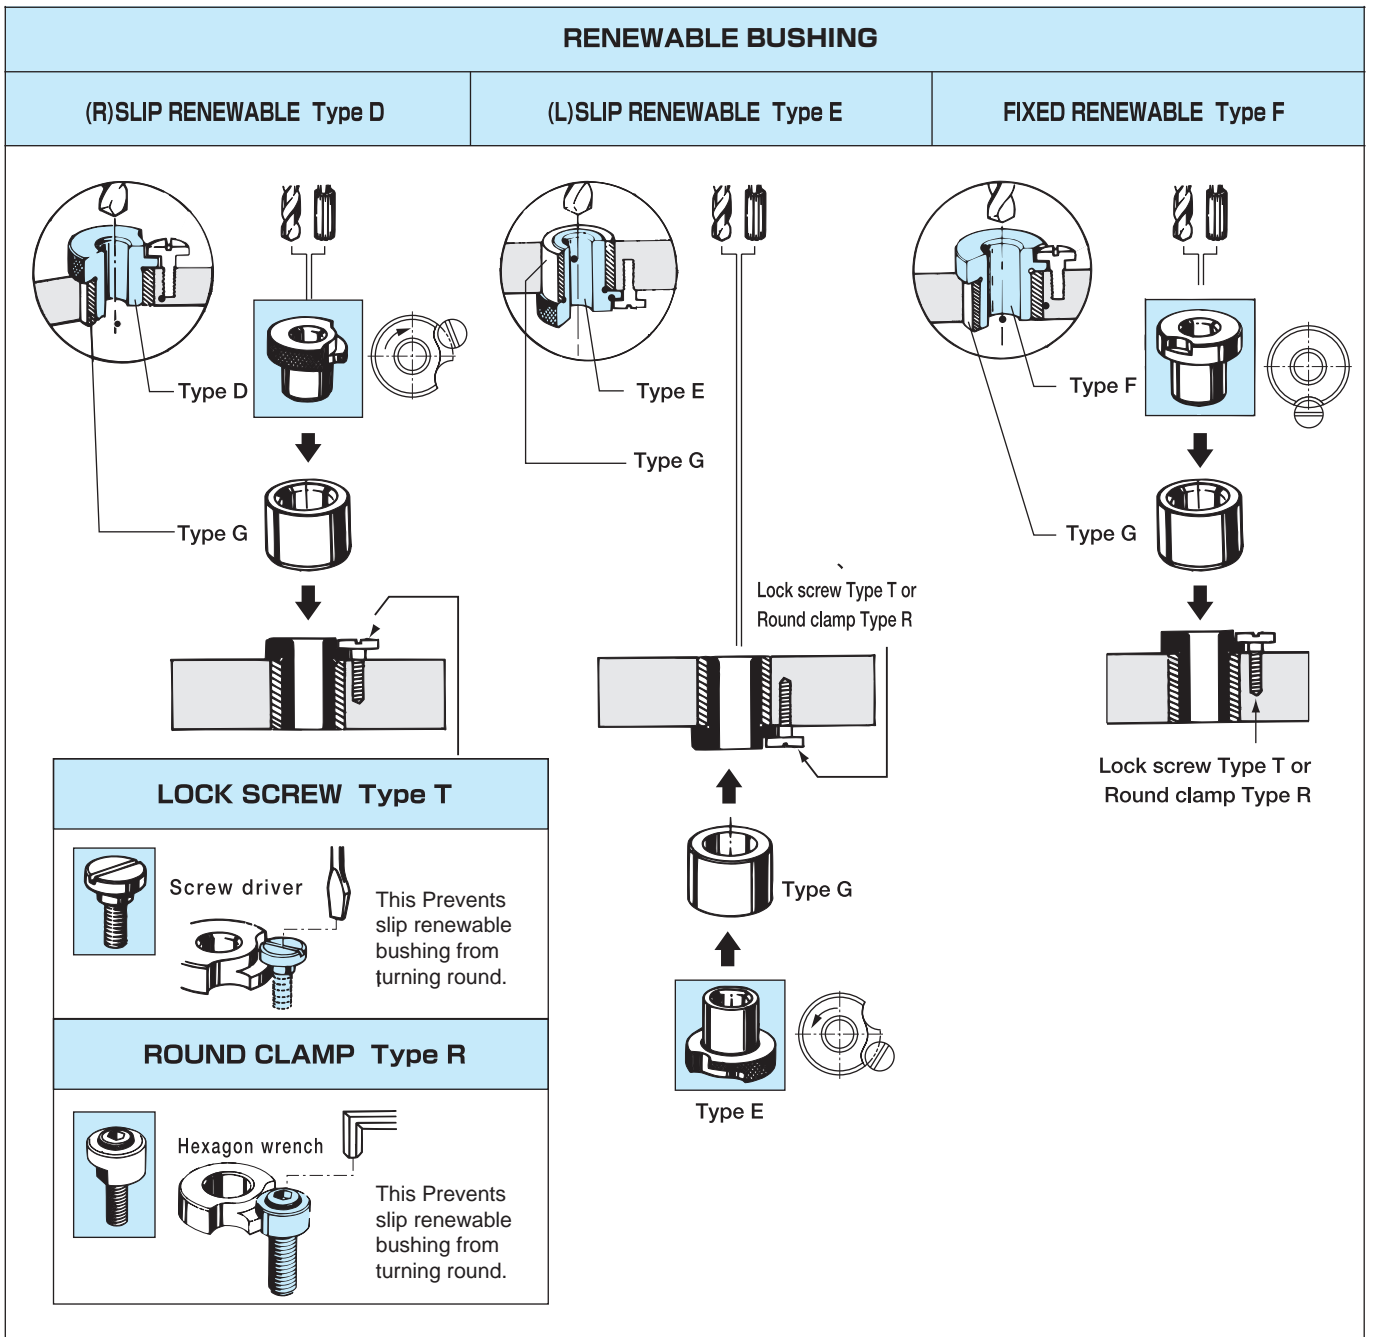 RENEWABLE BUSHING
(R)SLIP RENEWABLE Type D
(L)SLIP RENEWABLE Type E
FIXED RENEWABLE Type F
Type D
Type G
LOCK SCREW Type T
Screw driver
This Prevents
slip renewable
bushing from
turning round.
ROUND CLAMP Type R
Hexagon wrench
This Prevents
slip renewable
bushing from
turning round.
Type E
Type G
Lock screw Type T or
Round clamp Type R
Type G
Type E
Type F
Type G
Lock screw Type T or
Round clamp Type R